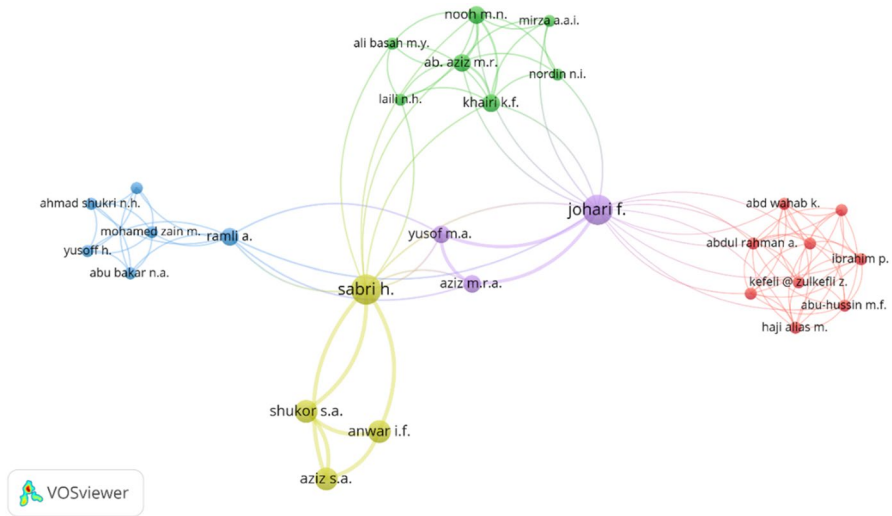 nooh m.n.
mirza a.a.i.
ali basah m.y.
ab. aziz m.r.
nordin n.i.
laili n.h.
khairi k.f.
ahmad shukri n.h.
mohamed zain m.
ramli a.
yusoff h.
abu bakar n.a.
yusof m.a.
johari f.
sabri h.
aziz m.r.a.
abd wahab k.
abdul rahman a.
ibrahim p.
kefeli @ zulkefli z.
abu-hussin m.f.
haji alias m.
shukor s.a.
anwar i.f.
aziz s.a.
VOSviewer